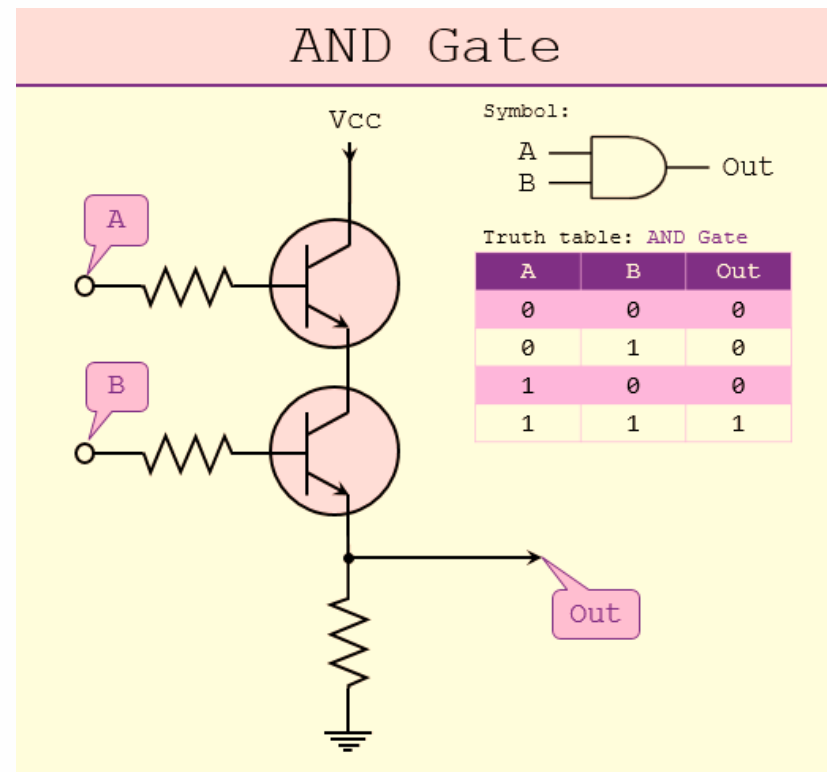 AND Gate
Vcc
Symbol:
A
B
Out
A
B
Truth table: AND Gate
A B Out
0 0 0
0 1 0
1 0 0
1 1 1
Out